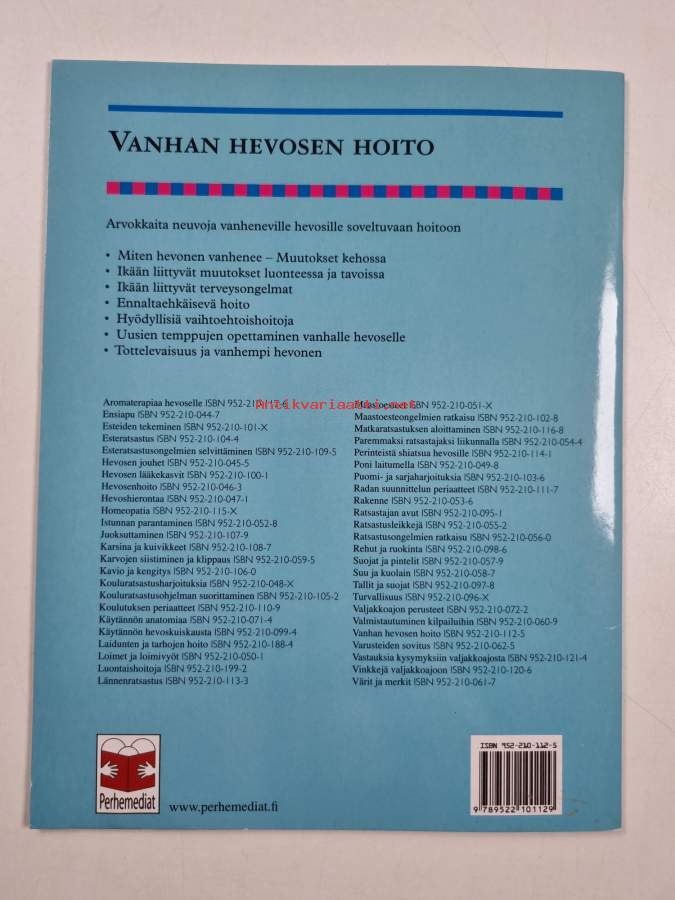 VANHAN HEVOSEN HOITO
Arvokkaita neuvoja vanheneville hevosille soveltuvaan hoitoon
• Miten hevonen vanhenee – Muutokset kehossa
• Ikään liittyvät muutokset luonteessa ja tavoissa
• Ikään liittyvät terveysongelmat
• Ennaltaehkäisevä hoito
• Hyödyllisiä vaihtoehtoishoitoja
• Uusien temppujen opettaminen vanhalle hevoselle
• Tottelevaisuus ja vanhempi hevonen
Aromaterapiaa hevoselle ISBN
Ensiapu ISBN 952-210-044-7
Esteiden tekeminen ISBN 952-210-101-X
Esteratsastus ISBN 952-210-104-4
Esteratsastusongelmien selvittäminen ISBN 952-210-109-5
Hevosen jouhet ISBN 952-210-045-5
Hevosen lääkekasvit ISBN 952-210-100-1
Hevosenhoito ISBN 952-210-046-3
Hevoshierontaa ISBN 952-210-047-1
Homeopatia ISBN 952-210-115-X
Istunnan parantaminen ISBN 952-210-052-8
Juoksuttaminen ISBN 952-210-107-9
Karsina ja kuivikkeet ISBN 952-210-108-7
Karvojen siistiminen ja klippaus ISBN 952-210-059-5
Kavio ja kengitys ISBN 952-210-106-0
Kouluratsastusharjoituksia ISBN 952-210-048-X
Kouluratsastusohjelman suorittaminen ISBN 952-210-105-2
Koulutuksen periaatteet ISBN 952-210-110-9
Käytännön anatomiaa ISBN 952-210-071-4
Käytännön hevoskuiskausta ISBN 952-210-099-4
Laidunten ja tarhojen hoito ISBN 952-210-188-4
Loimet ja loimivyöt ISBN 952-210-050-1
Luontaishoitoja ISBN 952-210-199-2
Lännenratsastus ISBN 952-210-113-3
Antikvariaatti.net
Maastoesteet ISBN 952-210-051-X
Maastoesteongelmien ratkaisu ISBN 952-210-102-8
Matkaratsastuksen aloittaminen ISBN 952-210-116-8
Paremmaksi ratsastajaksi liikunnalla ISBN 952-210-054-4
Perinteistä shiatsua hevosille ISBN 952-210-114-1
Poni laitumella ISBN 952-210-049-8
Puomi- ja sarjaharjoituksia ISBN 952-210-103-6
Radan suunnittelun periaatteet ISBN 952-210-111-7
Rakenne ISBN 952-210-053-6
Ratsastajan avut ISBN 952-210-095-1
Ratsastusleikkejä ISBN 952-210-055-2
Ratsastusongelmien ratkaisu ISBN 952-210-056-0
Rehut ja ruokinta ISBN 952-210-098-6
Suojat ja pintelit ISBN 952-210-057-9
Suu ja kuolain ISBN 952-210-058-7
Tallit ja suojat ISBN 952-210-097-8
Turvallisuus ISBN 952-210-096-X
Valjakkoajon perusteet ISBN 952-210-072-2
Valmistautuminen kilpailuihin ISBN 952-210-060-9
Vanhan hevosen hoito ISBN 952-210-112-5
Varusteiden sovitus ISBN 952-210-062-5
Vastauksia kysymyksiin valjakkoajosta ISBN 952-210-121-4
Vinkkejä valjakkoajoon ISBN 952-210-120-6
Värit ja merkit ISBN 952-210-061-7
Perhemediat
www.perhemediat.fi
ISBN 952-210-112-5
9 789522 101129